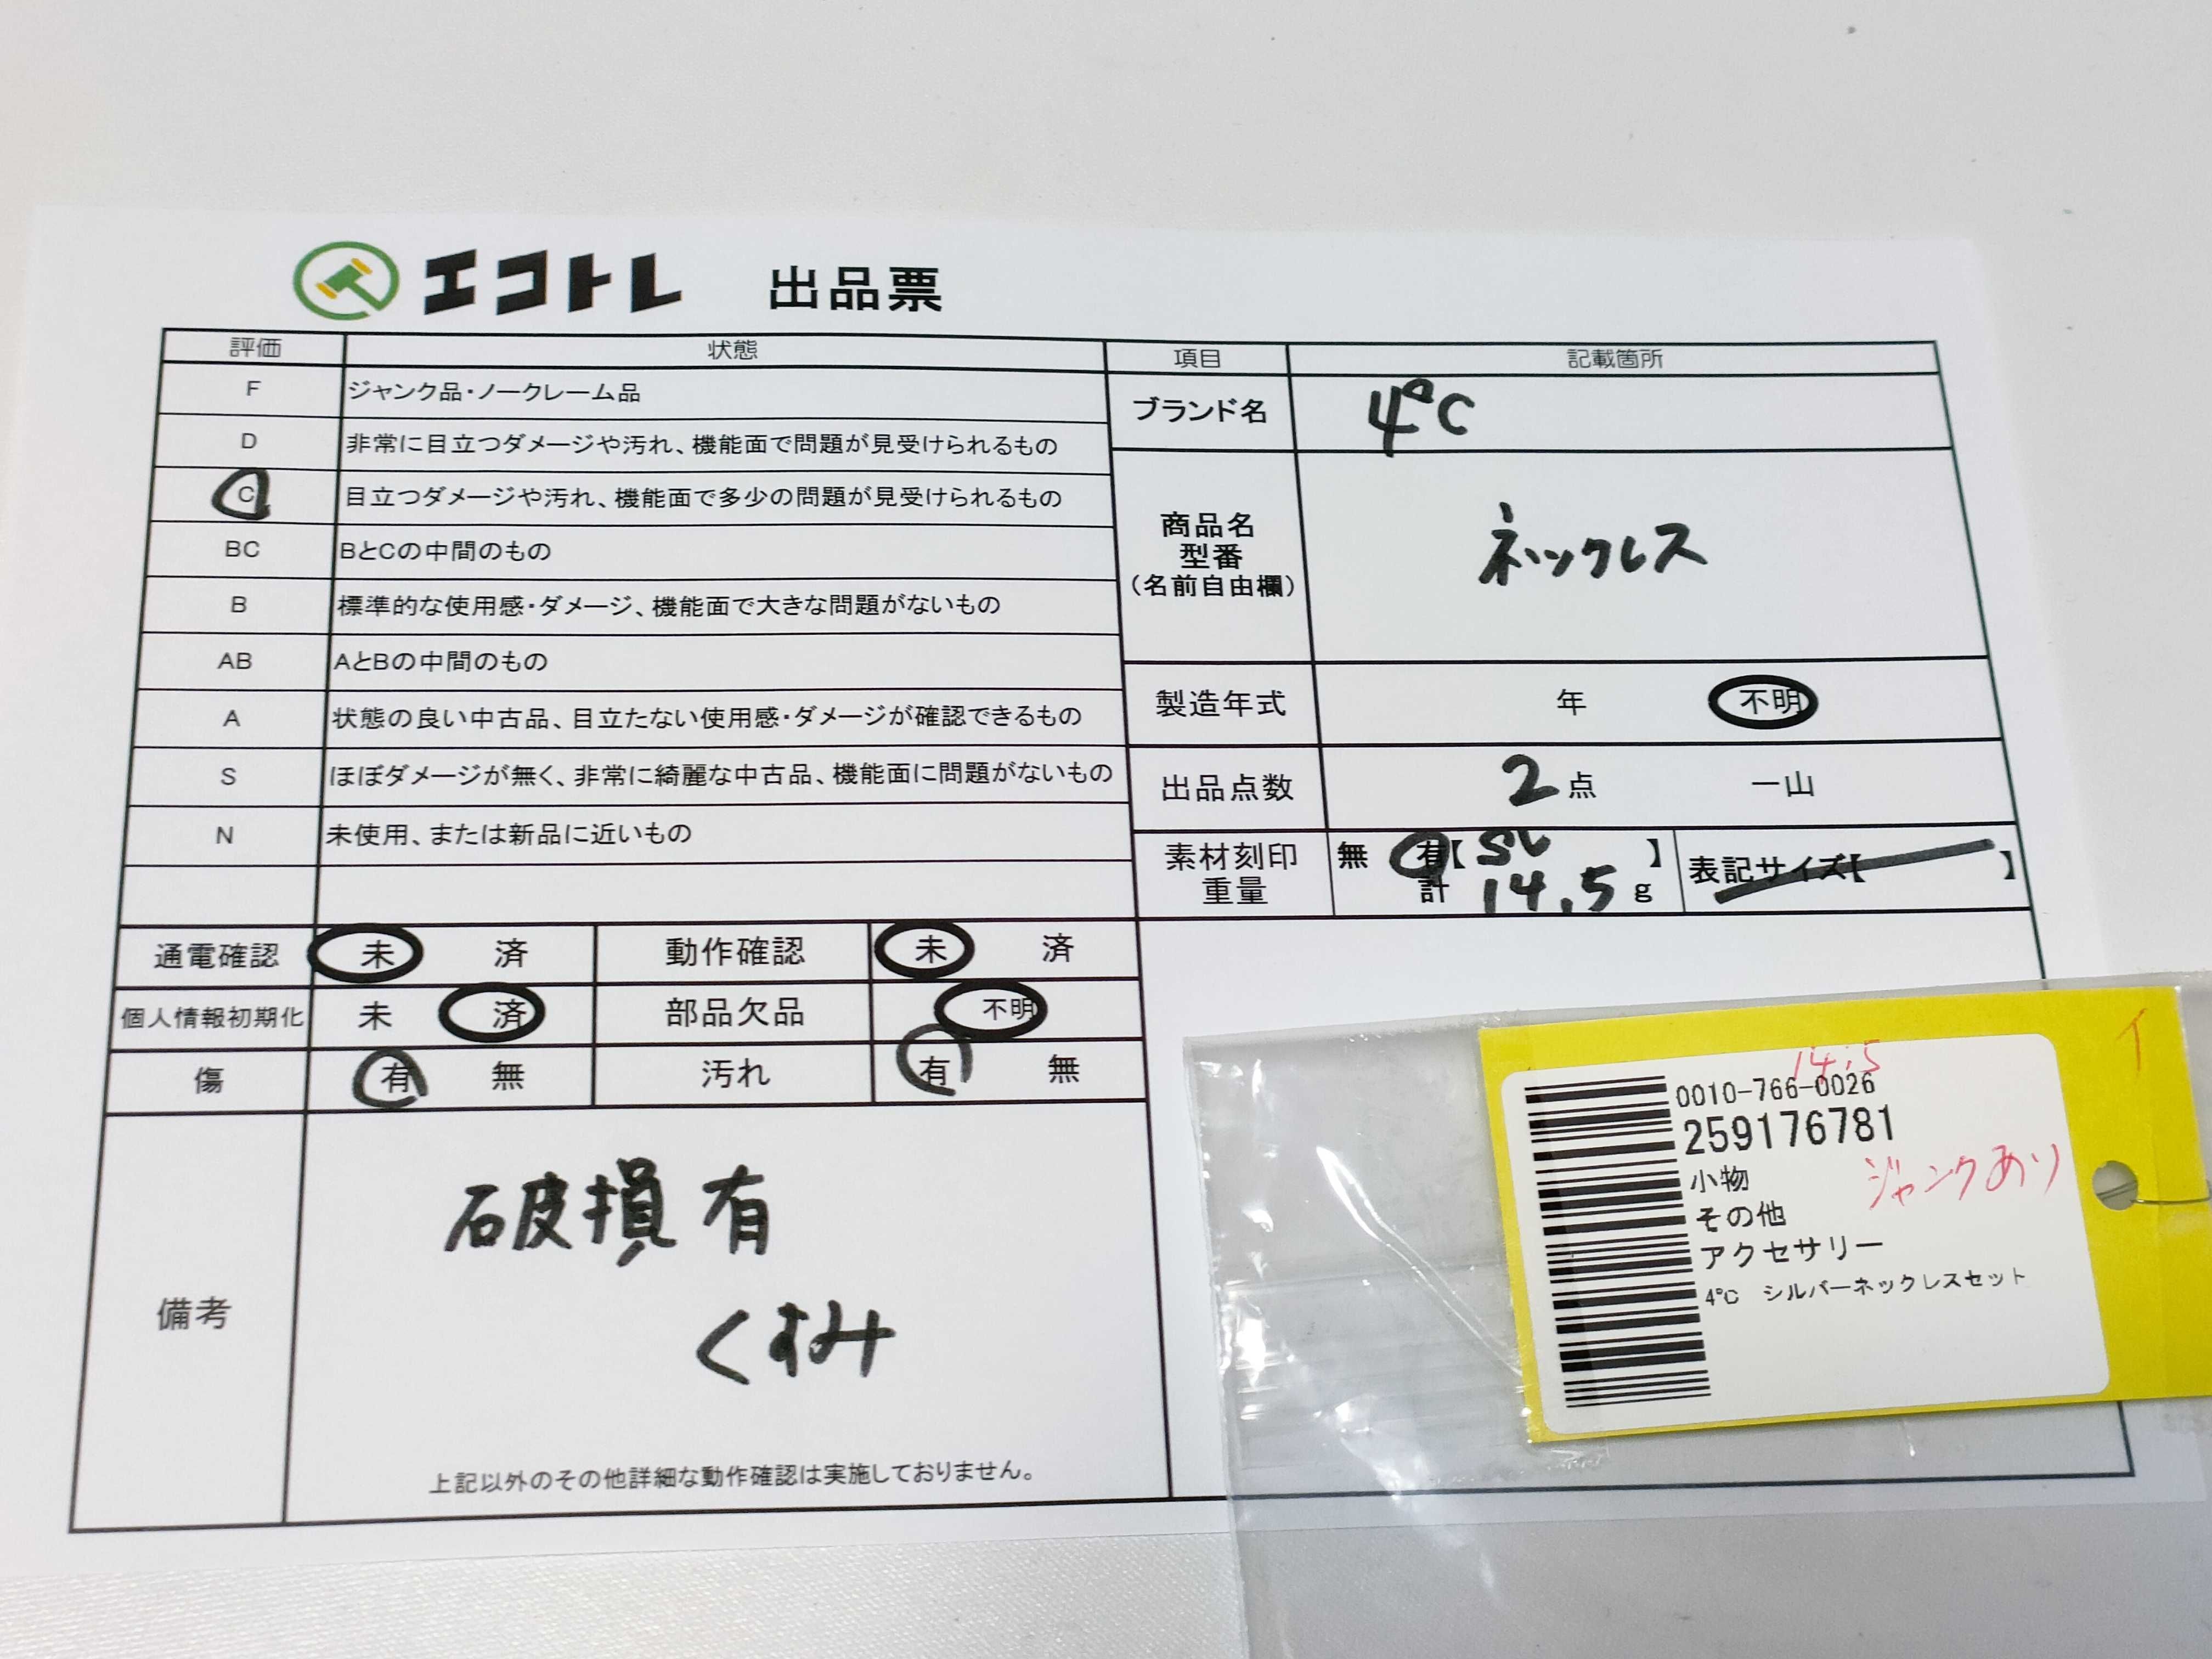 エコトレ 出品票
評価 状態 項目 記載箇所
F ジャンク品・ノークレーム品
D 非常に目立つダメージや汚れ、機能面で問題が見受けられるもの
C 目立つダメージや汚れ、機能面で多少の問題が見受けられるもの
BC BとCの中間のもの
B 標準的な使用感・ダメージ、機能面で大きな問題がないもの
AB AとBの中間のもの
A 状態の良い中古品、目立たない使用感・ダメージが確認できるもの
S ほぼダメージが無く、非常に綺麗な中古品、機能面に問題がないもの
N 未使用、または新品に近いもの
ブランド名 4℃
商品名
型番
(名前自由欄)
ネックレス
製造年式 年 不明
出品点数 2点 一山
素材刻印 無 有【SV 】
重量 計 14.5 g
表記サイズ【 】
通電確認 未 済 動作確認 未 済
個人情報初期化 未 済 部品欠品 不明
傷 有 無 汚れ 有 無
備考
石破損有
くすみ
上記以外のその他詳細な動作確認は実施しておりません。
イ
14.5
0010-766-0026
259176781
ジャンクあり
小物
その他
アクセサリー
4℃ シルバーネックレスセット